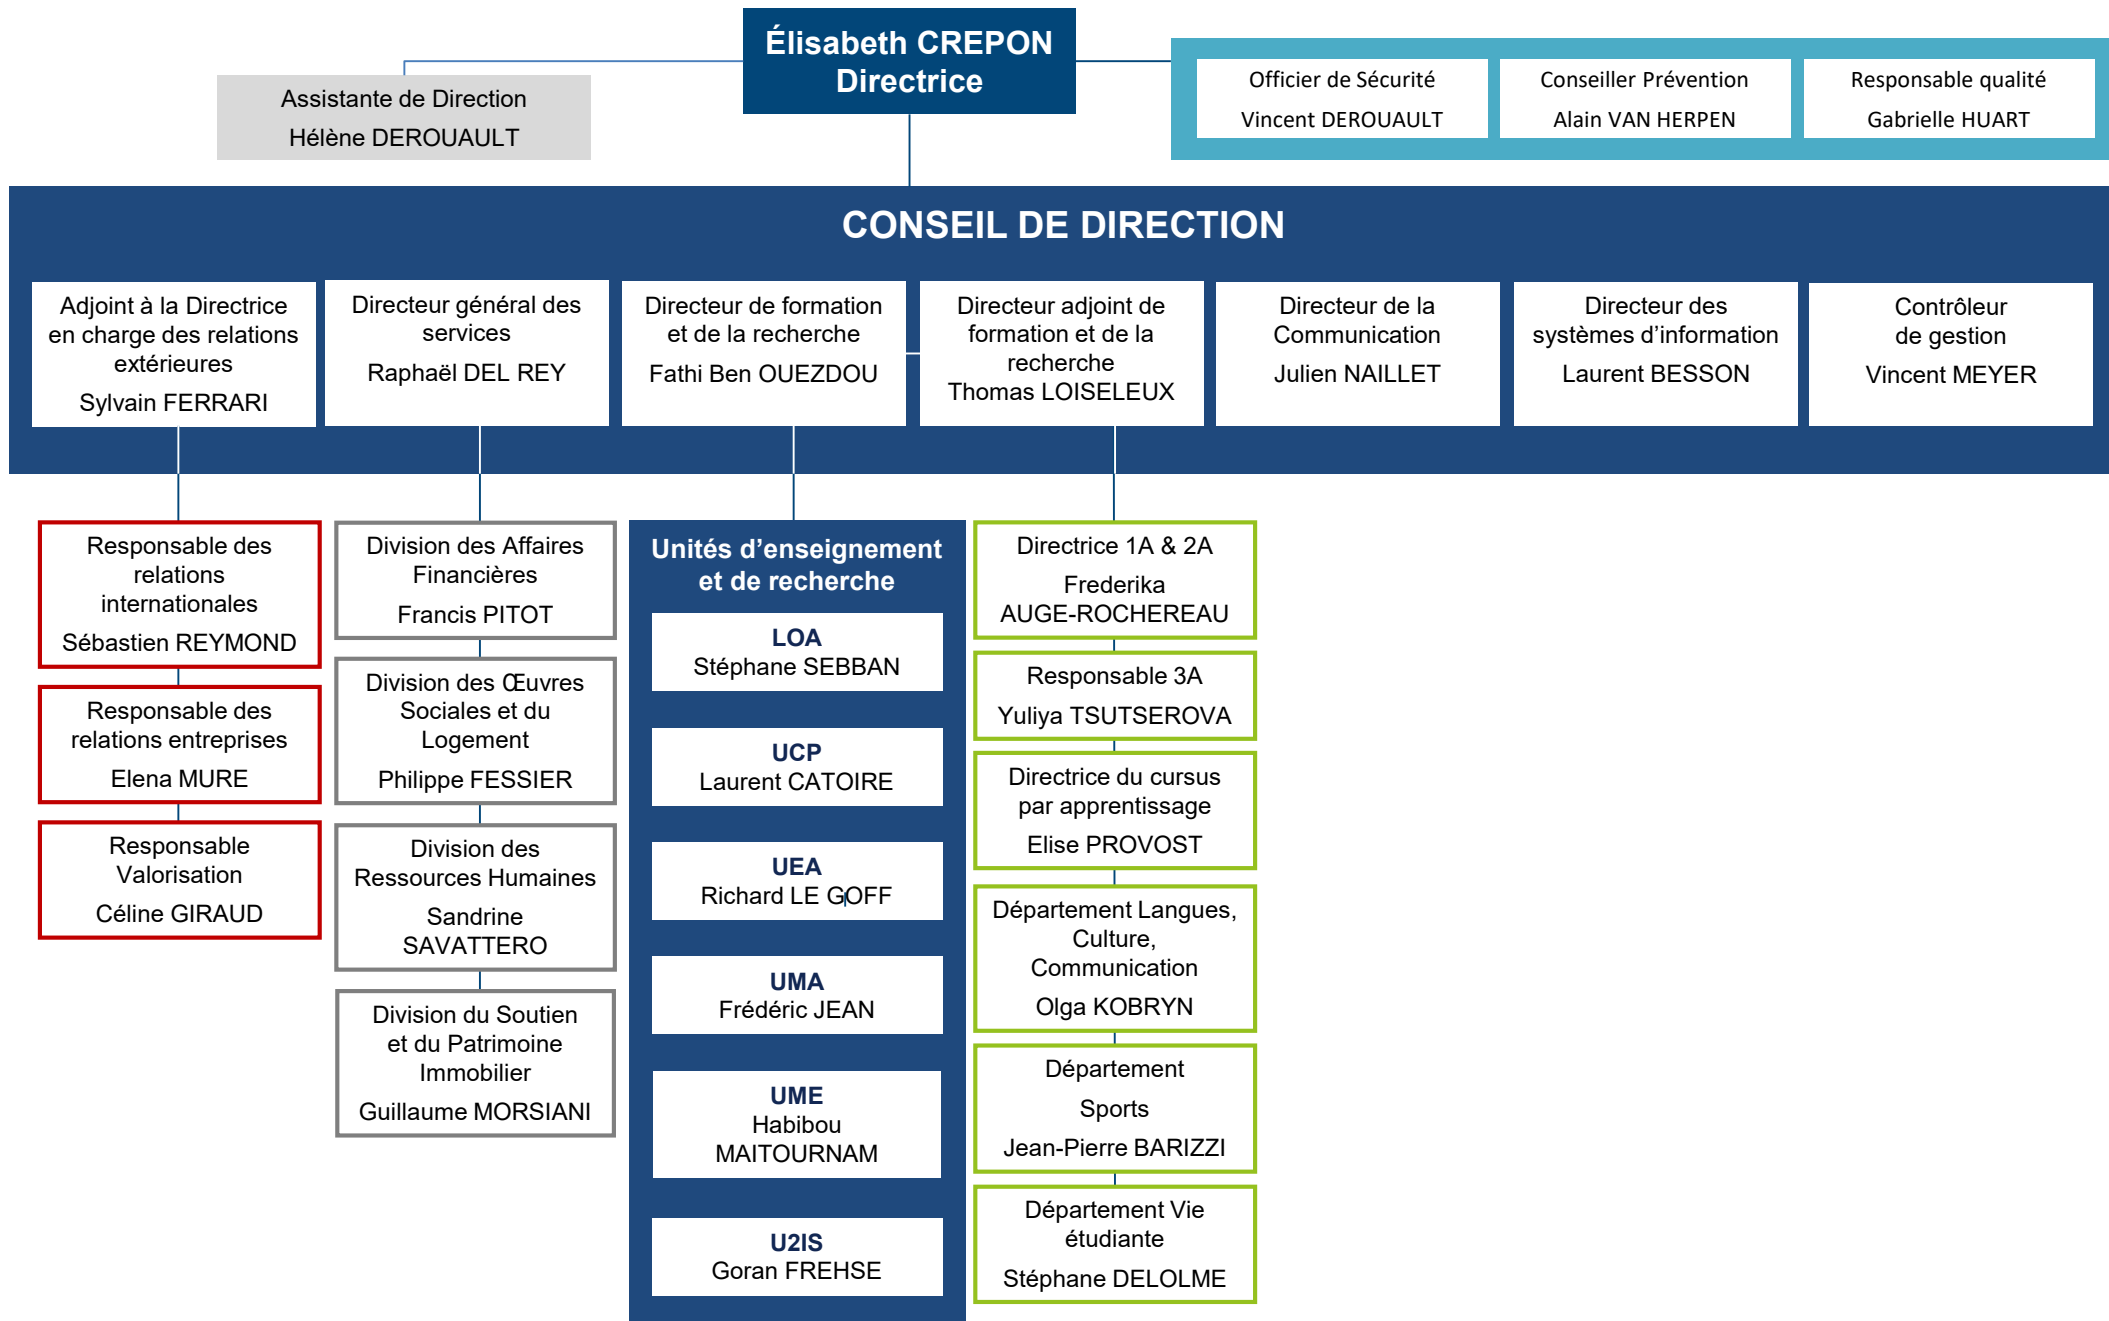 Élisabeth CREPON
Directrice
Assistante de Direction
Hélène DEROUAULT
Officier de Sécurité
Vincent DEROUAULT
Conseiller Prévention
Alain VAN HERPEN
Responsable qualité
Gabrielle HUART
CONSEIL DE DIRECTION
Adjoint à la Directrice
en charge des relations
extérieures
Sylvain FERRARI
Directeur général des
services
Raphaël DEL REY
Directeur de formation
et de la recherche
Fathi Ben OUEZDOU
Directeur adjoint de
formation et de la
recherche
Thomas LOISELEUX
Directeur de la
Communication
Julien NAILLET
Directeur des
systèmes d’information
Laurent BESSON
Contrôleur
de gestion
Vincent MEYER
Responsable des
relations
internationales
Sébastien REYMOND
Responsable des
relations entreprises
Elena MURE
Responsable
Valorisation
Céline GIRAUD
Division des Affaires
Financières
Francis PITOT
Division des Œuvres
Sociales et du
Logement
Philippe FESSIER
Division des
Ressources Humaines
Sandrine
SAVATTERO
Division du Soutien
et du Patrimoine
Immobilier
Guillaume MORSIANI
Unités d’enseignement
et de recherche
LOA
Stéphane SEBBAN
UCP
Laurent CATOIRE
UEA
Richard LE GOFF
UMA
Frédéric JEAN
UME
Habibou
MAITOURNAM
U2IS
Goran FREHSE
Directrice 1A & 2A
Frederika
AUGE-ROCHEREAU
Responsable 3A
Yuliya TSUTSEROVA
Directrice du cursus
par apprentissage
Elise PROVOST
Département Langues,
Culture,
Communication
Olga KOBRYN
Département
Sports
Jean-Pierre BARIZZI
Département Vie
étudiante
Stéphane DELOLME